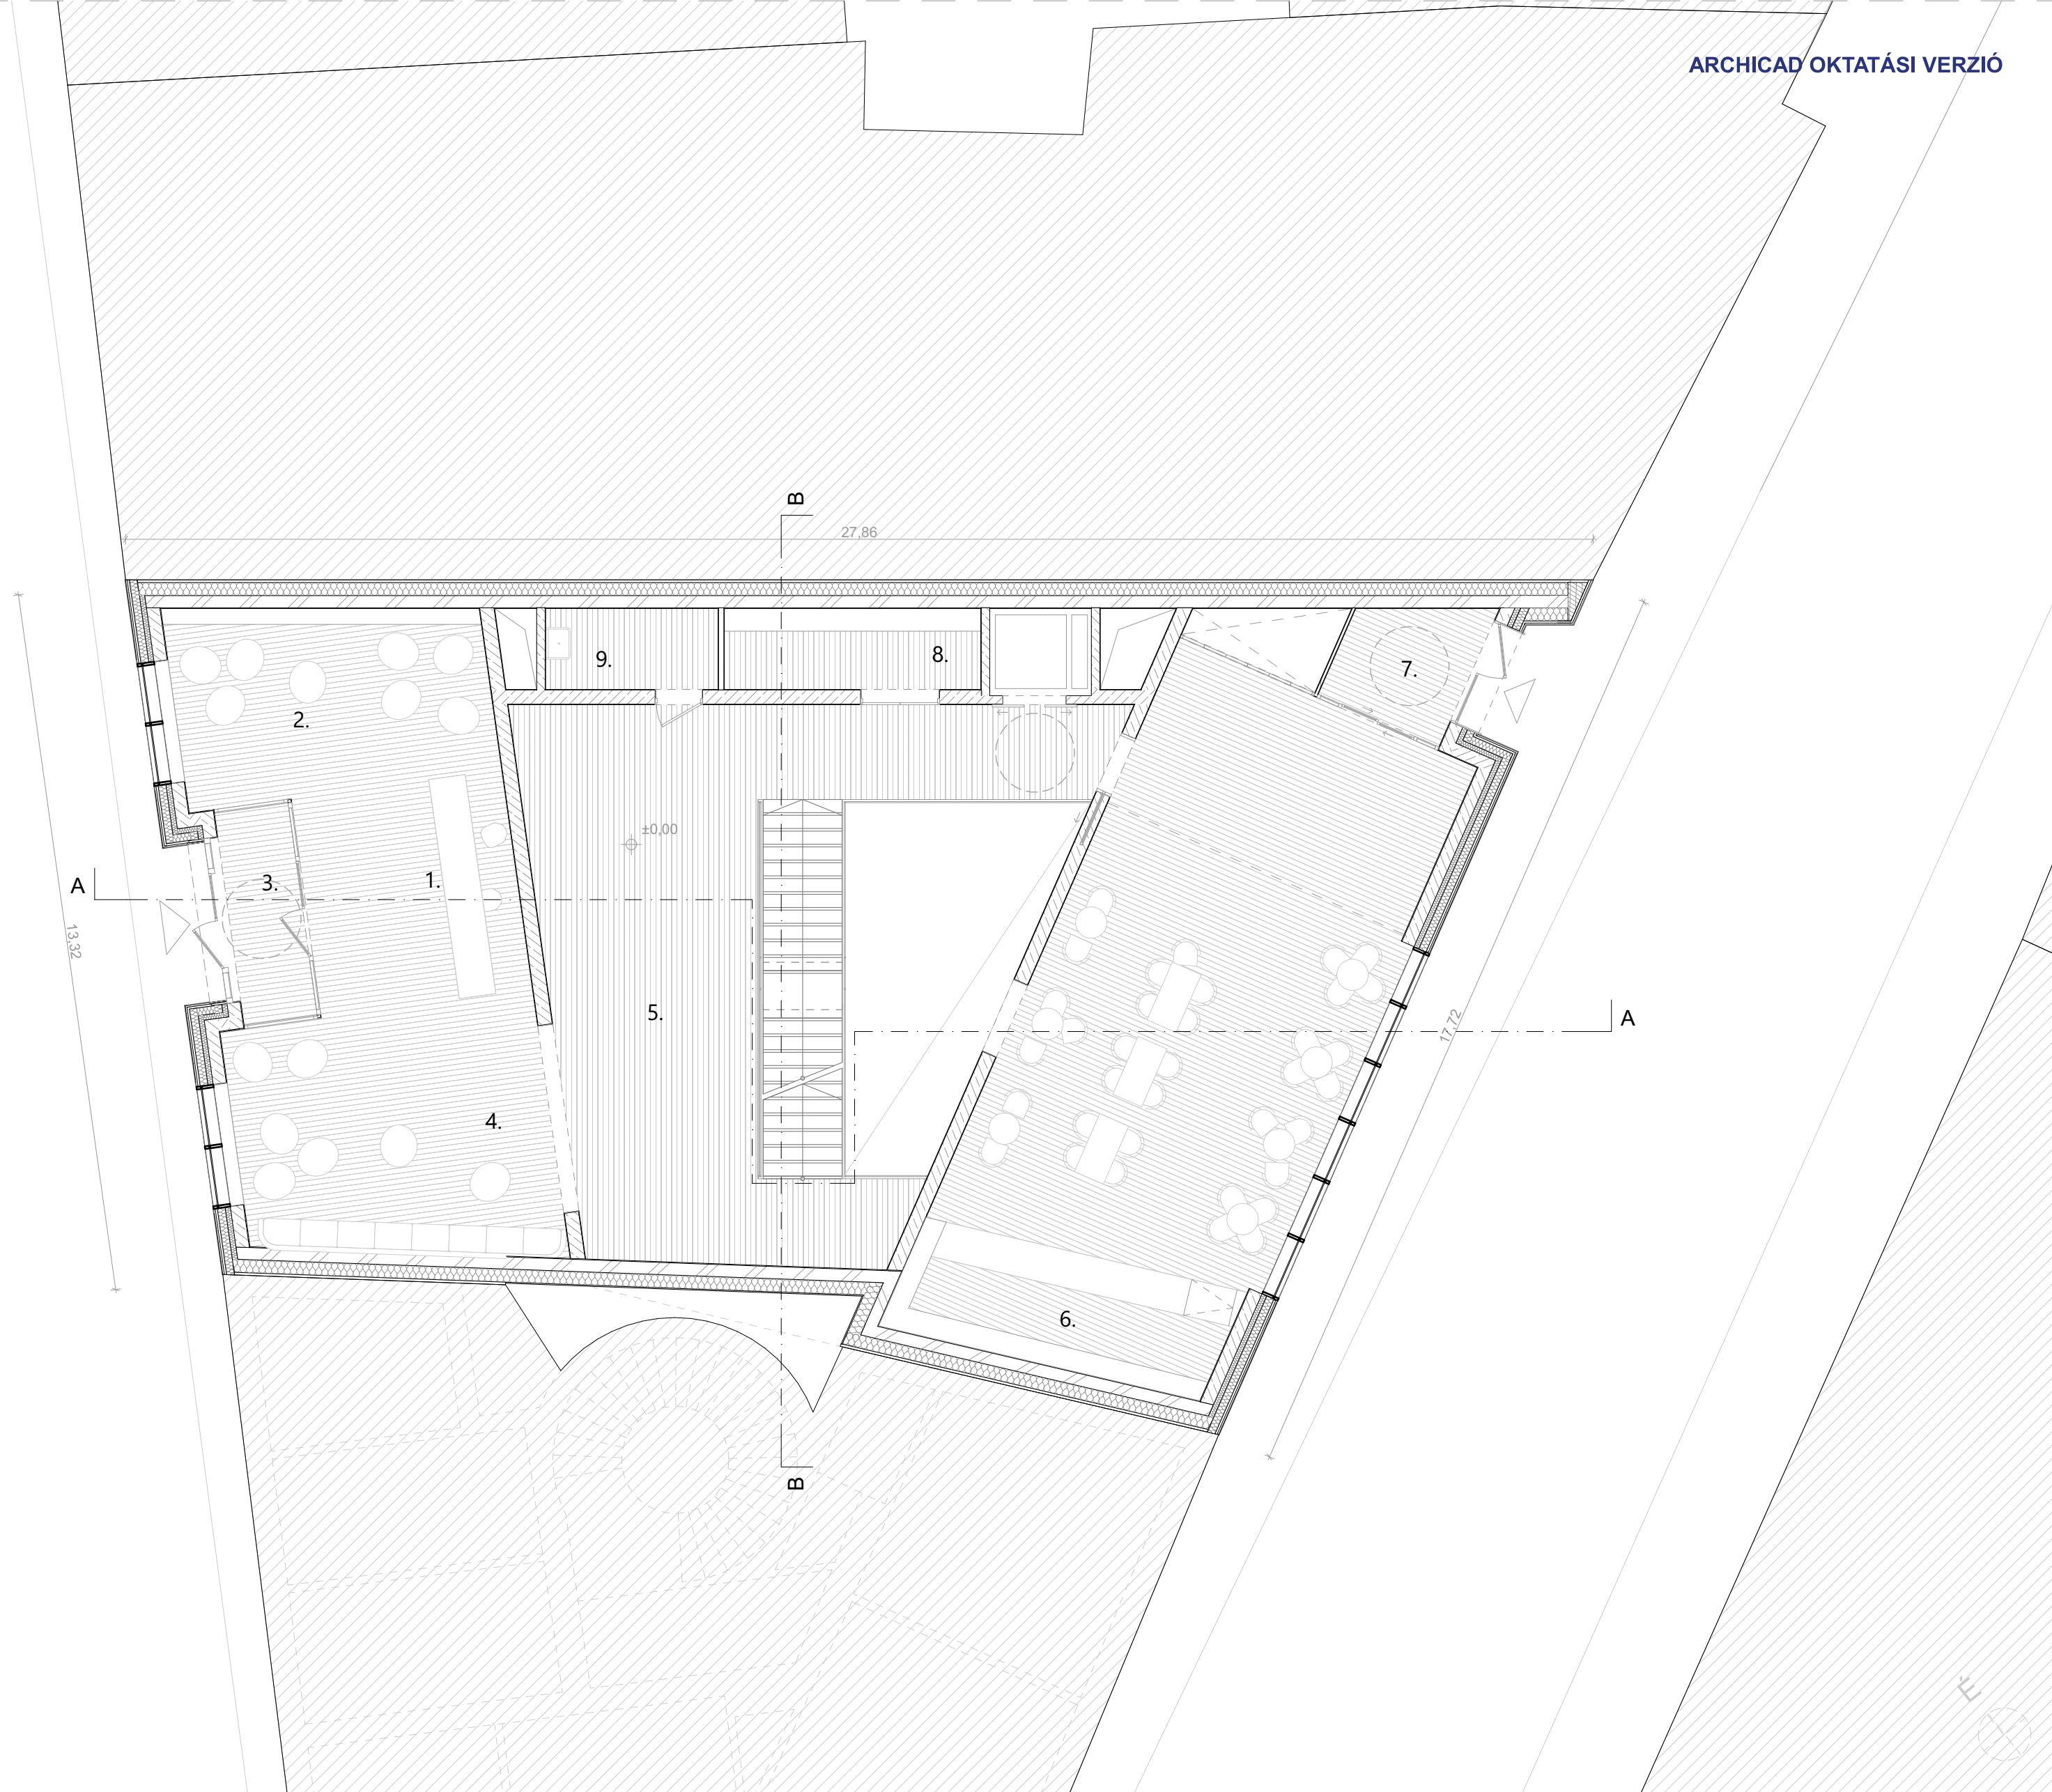 ARCHICAD OKTATÁSI VERZIÓ
B
27,86
9.
8.
7.
2.
±0,00
3.
1.
A
13,32
5.
A
17,72
4.
6.
B
É